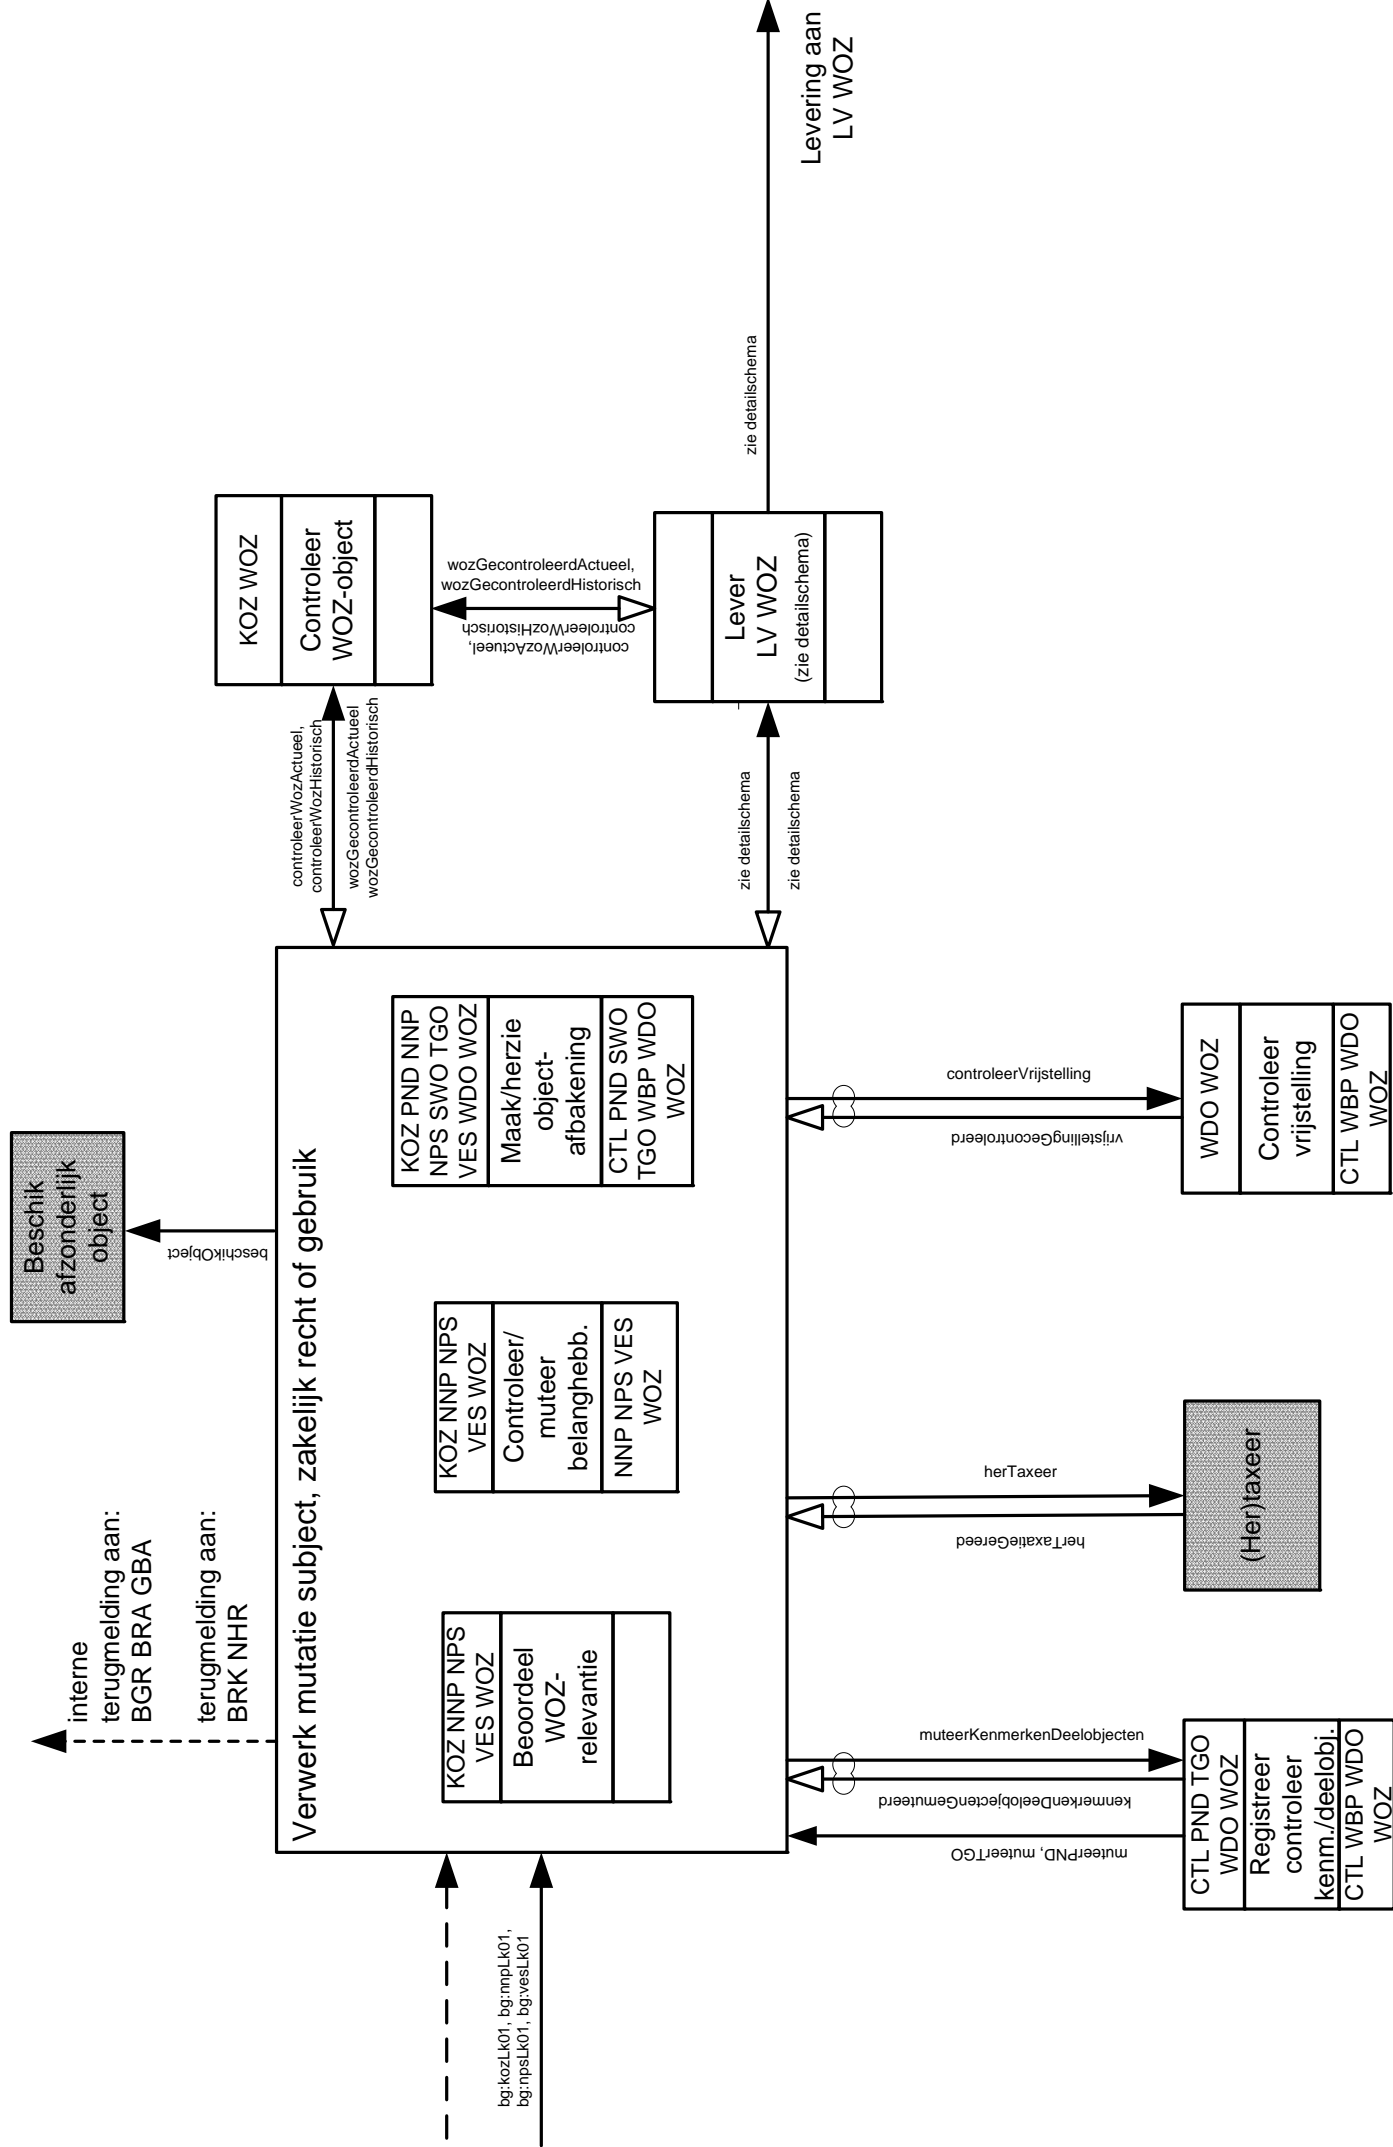 interne
terugmelding aan:
BGR BRA GBA
terugmelding aan:
BRK NHR
Beschik
afzonderlijk
object
beschikObject
Verwerk mutatie subject, zakelijk recht of gebruik
bg:kozLk01, bg:nnpLk01,
bg:npsLk01, bg:vesLk01
KOZ NNP NPS
VES WOZ
Beoordeel
WOZ-
relevantie
KOZ NNP NPS
VES WOZ
Controleer/
muteer
belanghebb.
NNP NPS VES
WOZ
KOZ PND NNP
NPS SWO TGO
VES WDO WOZ
Maak/herzie
object-
afbakening
CTL PND SWO
TGO WBP WDO
WOZ
controleerWozActueel,
controleerWozHistorisch
wozGecontroleerdActueel
wozGecontroleerdHistorisch
KOZ WOZ
Controleer
WOZ-object
wozGecontroleerdActueel,
wozGecontroleerdHistorisch
controleerWozActueel,
controleerWozHistorisch
zie detailschema
zie detailschema
Lever
LV WOZ
(zie detailschema)
zie detailschema
Levering aan
LV WOZ
muteerPND, muteerTGO
kenmerkenDeelobjectenGemuteerd
muteerKenmerkenDeelobjecten
CTL PND TGO
WDO WOZ
Registreer
controleer
kenm./deelobj.
CTL WBP WDO
WOZ
herTaxatieGereed
herTaxeer
(Her)taxeer
vrijstellingGecontroleerd
controleerVrijstelling
WDO WOZ
Controleer
vrijstelling
CTL WBP WDO
WOZ